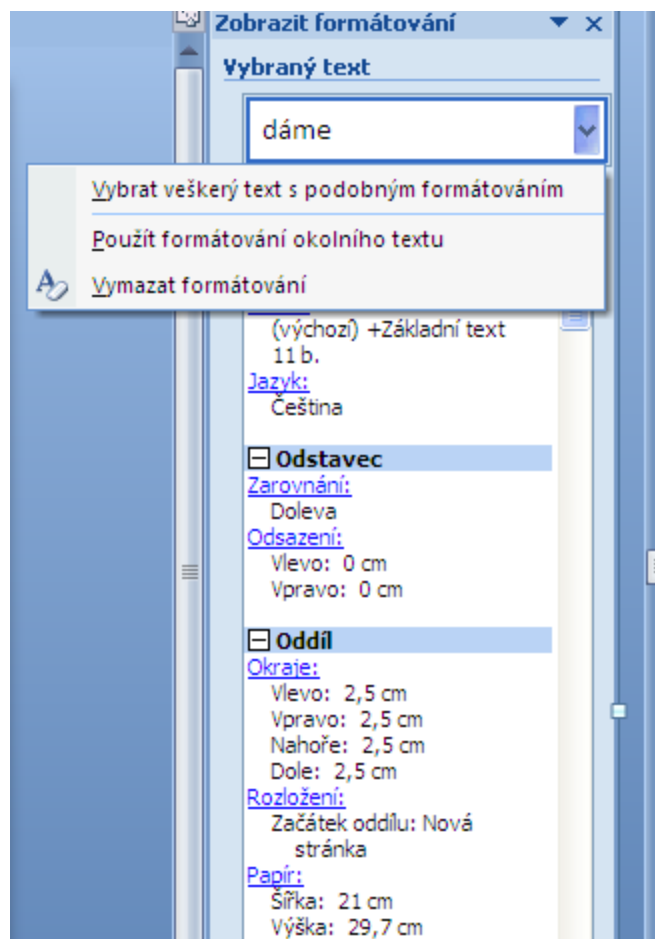 Zobrazit formátování
Vybraný text
dáme
Vybrat veškerý text s podobným formátováním
Použít formátování okolního textu
Vymazat formátování
(výchozí) +Základní text
11 b.
Jazyk:
Čeština
Odstavec
Zarovnání:
Doleva
Odsazení:
Vlevo: 0 cm
Vpravo: 0 cm
Oddíl
Okraje:
Vlevo: 2,5 cm
Vpravo: 2,5 cm
Nahoře: 2,5 cm
Dole: 2,5 cm
Rozložení:
Začátek oddílu: Nová
stránka
Papír:
Šířka: 21 cm
Výška: 29,7 cm